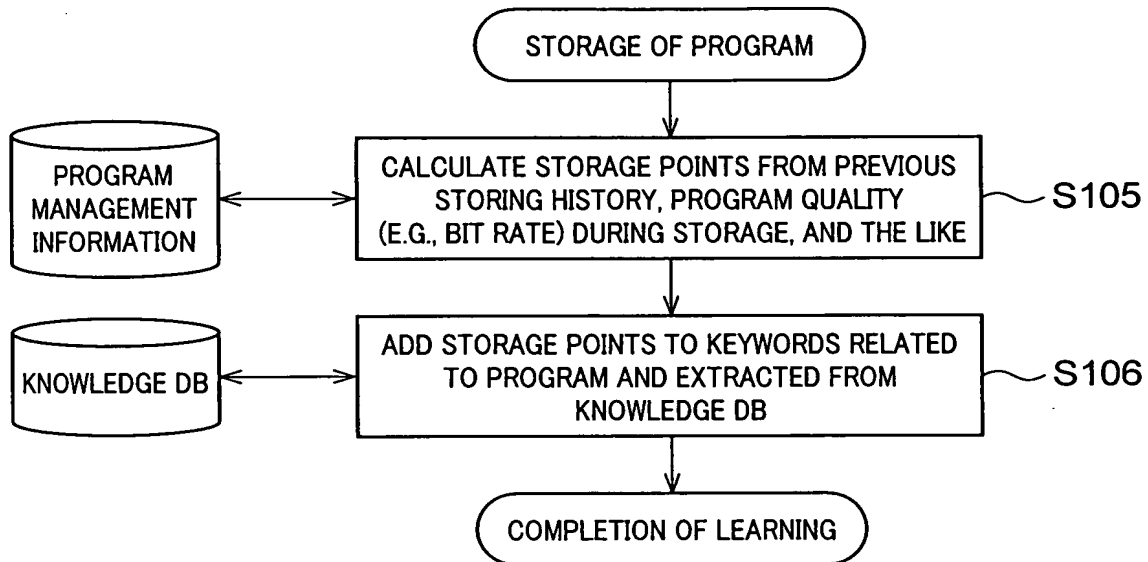 STORAGE OF PROGRAM
PROGRAM
MANAGEMENT
INFORMATION
CALCULATE STORAGE POINTS FROM PREVIOUS
STORING HISTORY, PROGRAM QUALITY
(E.G., BIT RATE) DURING STORAGE, AND THE LIKE
S105
KNOWLEDGE DB
ADD STORAGE POINTS TO KEYWORDS RELATED
TO PROGRAM AND EXTRACTED FROM
KNOWLEDGE DB
S106
COMPLETION OF LEARNING